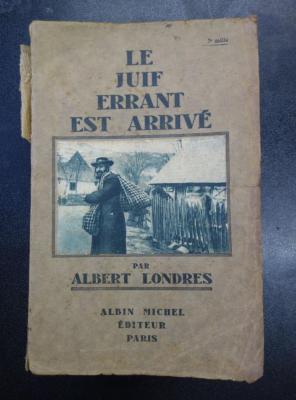 LE
JUIF
ERRANT
EST ARRIVÉ
PAR
ALBERT LONDRES
ALBIN MICHEL
ÉDITEUR
PARIS